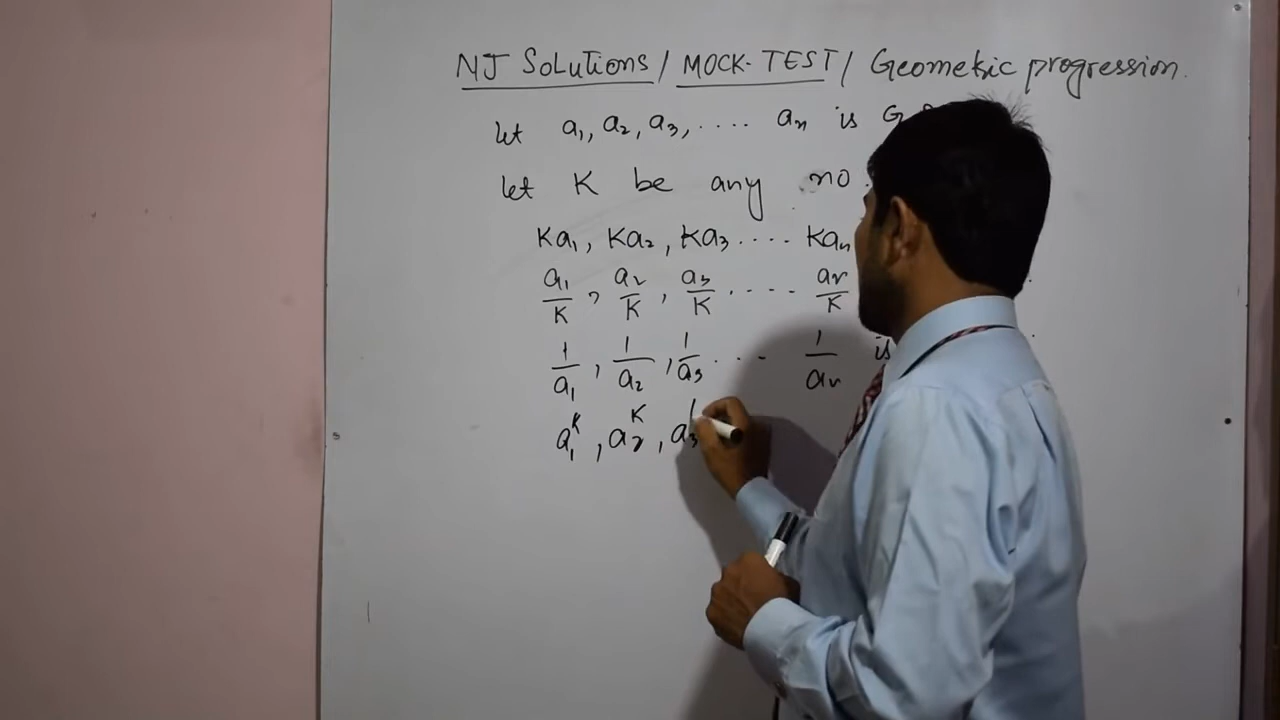 NJ Solutions / MOCK-TEST / Geometric progression.
let a₁, a₂, a₃, .... aₙ is G
let K be any no.
Ka₁, Ka₂, Ka₃ .... Kaₙ
a₁/K, a₂/K, a₃/K .... aₙ/K
1/a₁, 1/a₂, 1/a₃ ... 1/aₙ is
a₁ᴷ, a₂ᴷ, a₃